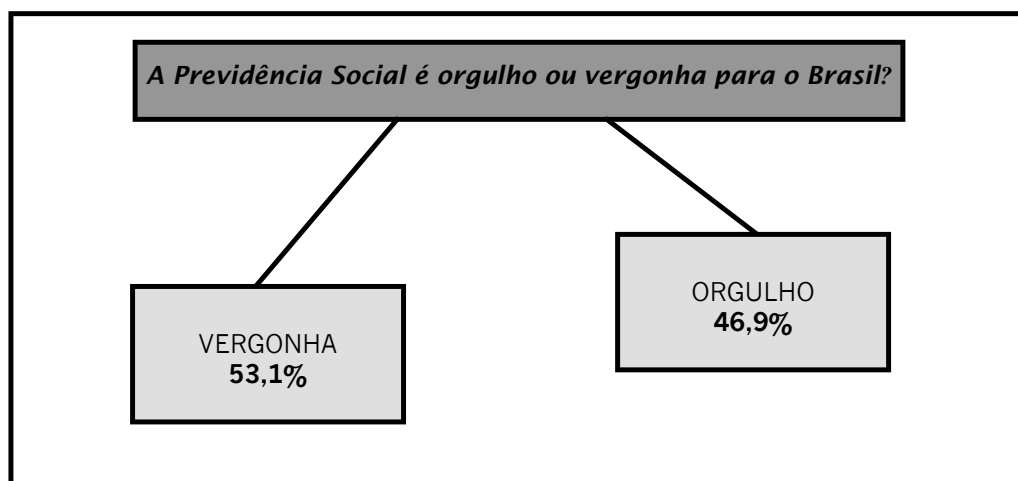 A Previdência Social é orgulho ou vergonha para o Brasil?
ORGULHO
46,9%
VERGONHA
53,1%